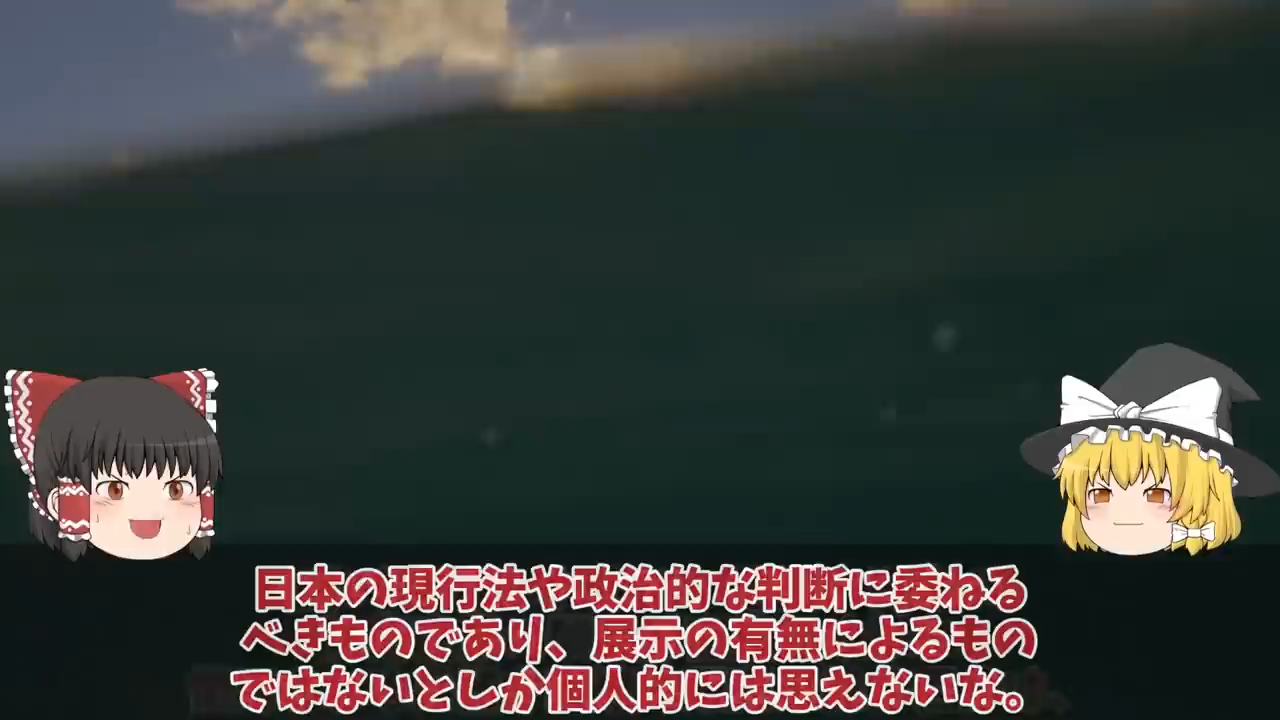 日本の現行法や政治的な判断に委ねる
べきものであり、展示の有無によるもの
ではないとしか個人的には思えないな。